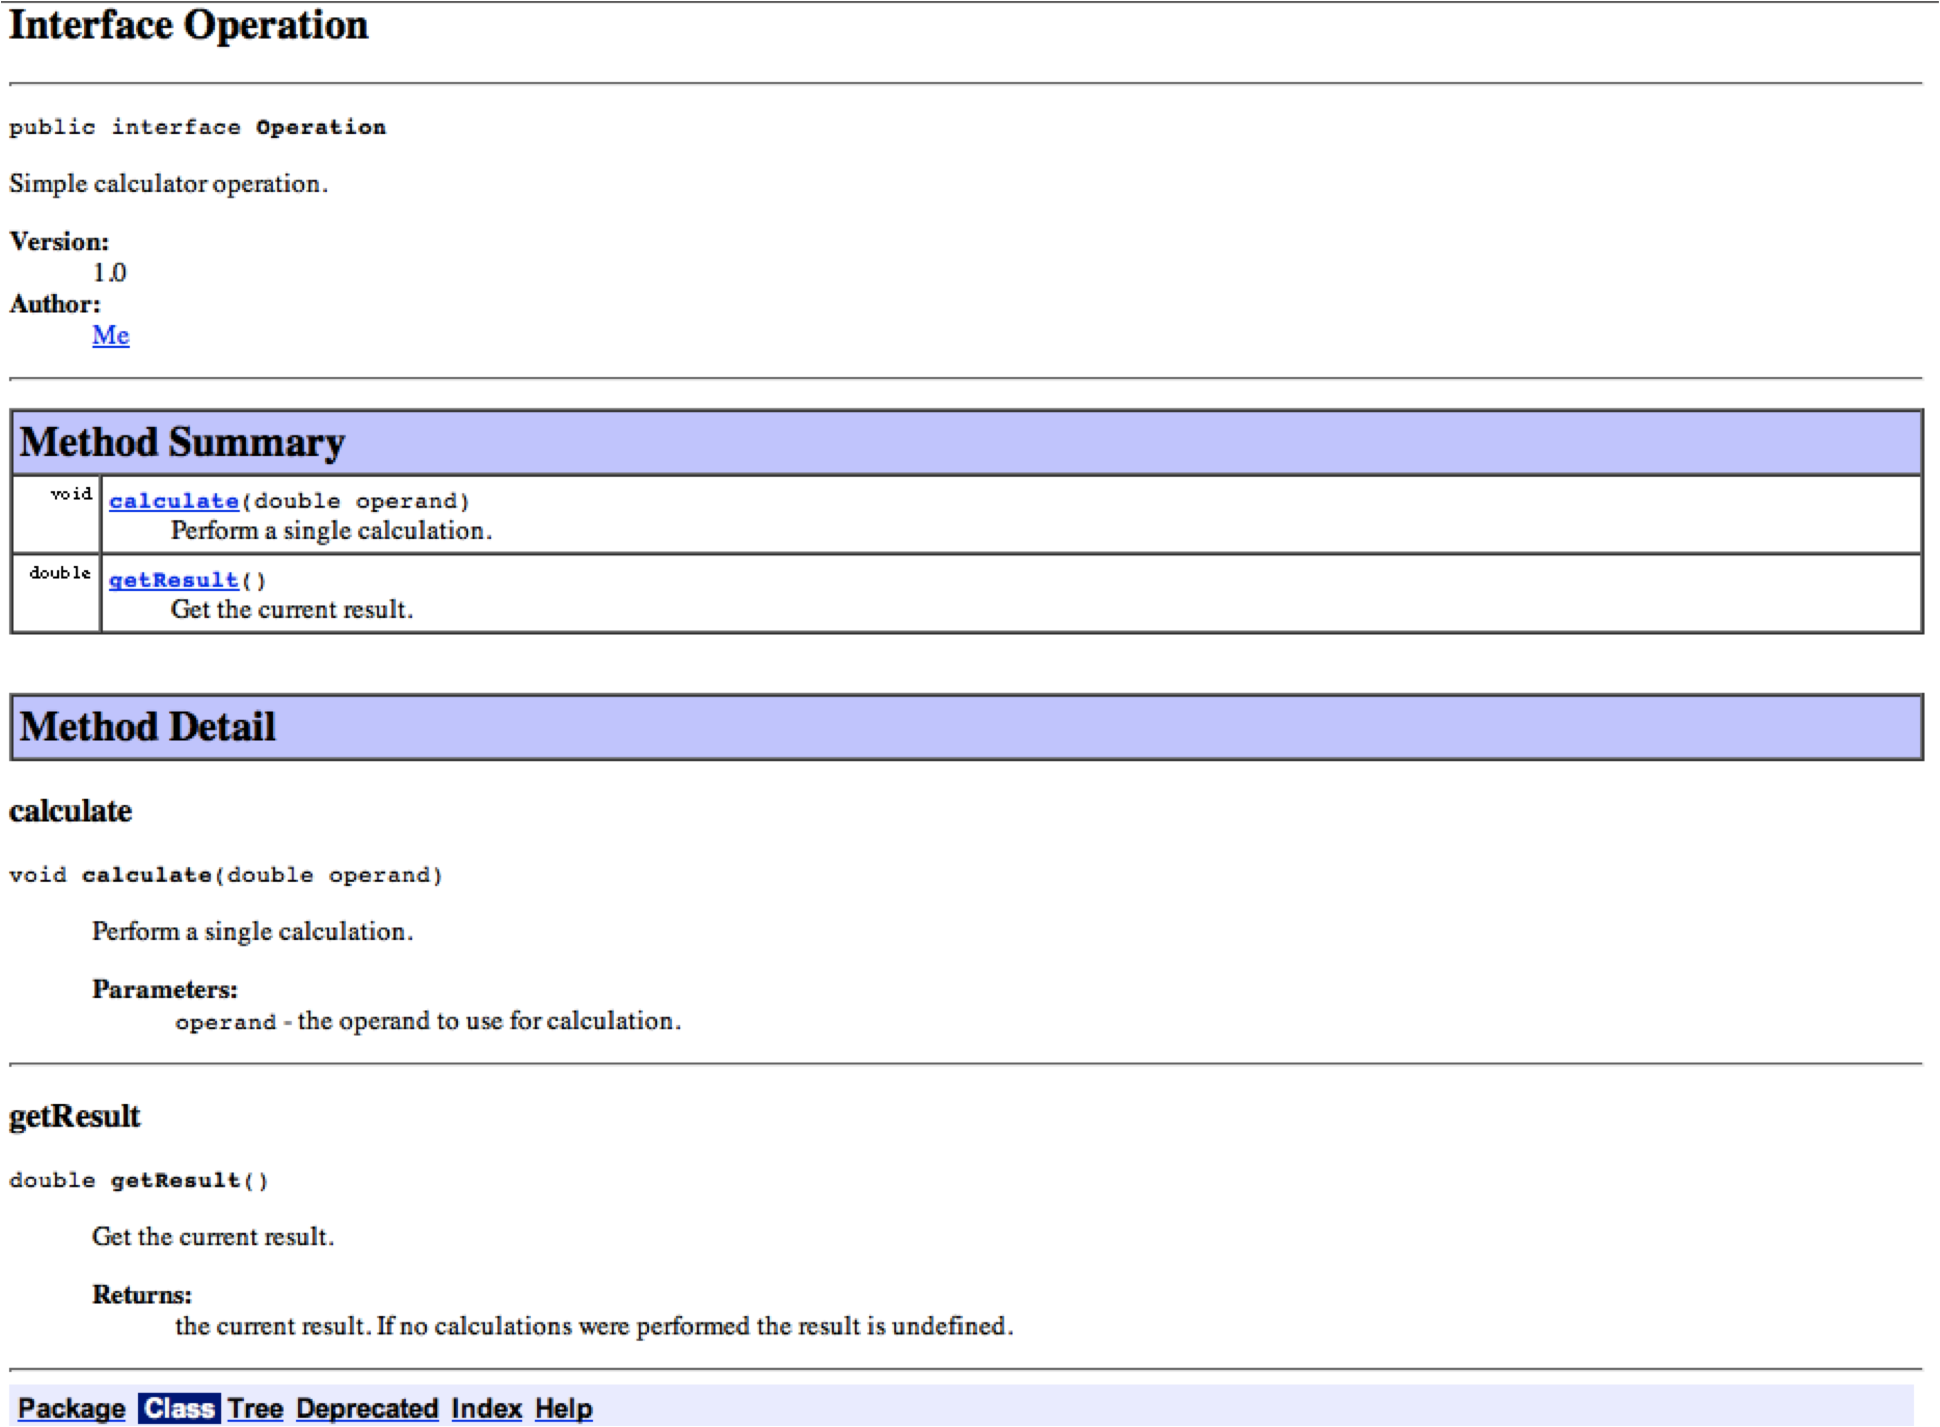 Interface Operation
public interface Operation
Simple calculator operation.
Version:
1.0
Author:
Me
Method Summary
void calculate(double operand)
Perform a single calculation.
double getResult()
Get the current result.
Method Detail
calculate
void calculate(double operand)
Perform a single calculation.
Parameters:
operand - the operand to use for calculation.
getResult
double getResult()
Get the current result.
Returns:
the current result. If no calculations were performed the result is undefined.
Package Class Tree Deprecated Index Help